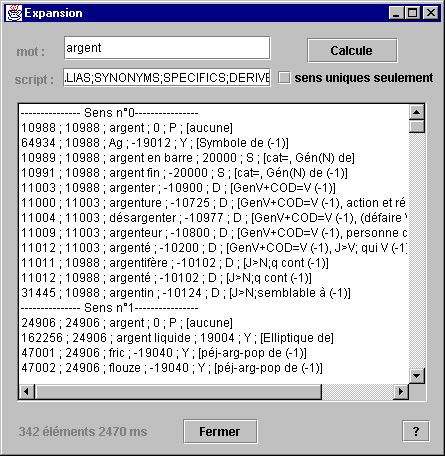 Expansion
mot : argent Calcule
script : .LIAS;SYNONYMS;SPECIFICS;DERIVE sens uniques seulement
-------------- Sens n°0---------------
10988 ; 10988 ; argent ; 0 ; P ; [aucune]
64934 ; 10988 ; Ag ; -19012 ; Y ; [Symbole de (-1)]
10989 ; 10988 ; argent en barre ; 20000 ; S ; [cat=, Gén(N) de]
10991 ; 10988 ; argent fin ; -20000 ; S ; [cat=, Gén(N) de (-1)]
11003 ; 10988 ; argenter ; -10900 ; D ; [GenV+COD=V (-1)]
11000 ; 10988 ; argenture ; -10725 ; D ; [GenV+COD=V (-1), action et ré
11004 ; 10988 ; désargenter ; -10977 ; D ; [GenV+COD=V (-1), (défaire V
11009 ; 10988 ; argenteur ; -10800 ; D ; [GenV+COD=V (-1), personne q
11012 ; 10988 ; argenté ; -10200 ; D ; [GenV+COD=V (-1), J>V; qui V (-1
11011 ; 10988 ; argentifère ; -10102 ; D ; [J>N;q cont (-1)]
11012 ; 10988 ; argenté ; -10102 ; D ; [J>N;q cont (-1)]
31445 ; 10988 ; argentin ; -10124 ; D ; [J>N;semblable à (-1)]
-------------- Sens n°1---------------
24906 ; 24906 ; argent ; 0 ; P ; [aucune]
162256 ; 24906 ; argent liquide ; 19004 ; Y ; [Elliptique de]
47001 ; 24906 ; fric ; -19040 ; Y ; [péj-arg-pop de (-1)]
47002 ; 24906 ; flouze ; -19040 ; Y ; [péj-arg-pop de (-1)]
342 éléments 2470 ms Fermer ?